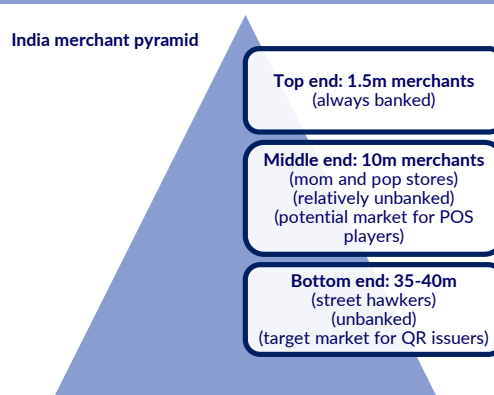 India merchant pyramid
Top end: 1.5m merchants
(always banked)
Middle end: 10m merchants
(mom and pop stores)
(relatively unbanked)
(potential market for POS
players)
Bottom end: 35-40m
(street hawkers)
(unbanked)
(target market for QR issuers)